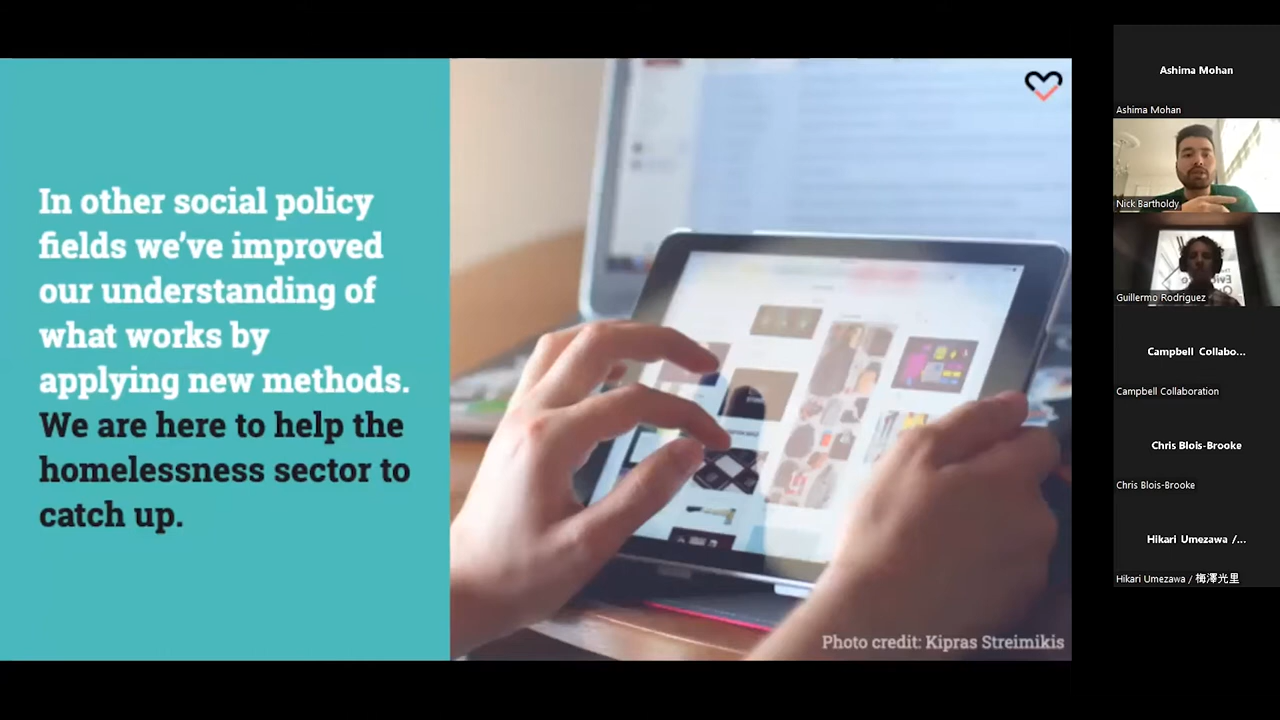 In other social policy
fields we've improved
our understanding of
what works by
applying new methods.
We are here to help the
homelessness sector to
catch up.
Photo credit: Kipras Streimikis
Ashima Mohan
Ashima Mohan
Nick Bartholdy
Guillermo Rodriguez
Campbell Collabo...
Campbell Collaboration
Chris Blois-Brooke
Chris Blois-Brooke
Hikari Umezawa /...
Hikari Umezawa / 梅澤光里